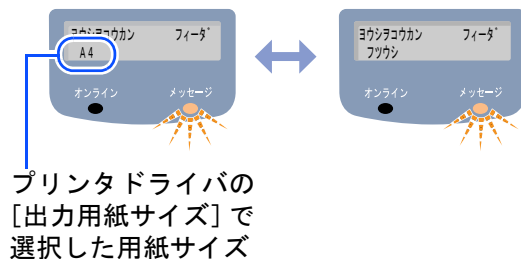 ヨウシヲコウカン フィーダ゛
A4
オンライン メッセージ
ヨウシヲコウカン フィーダ゛
フツウシ
オンライン メッセージ
プリンタドライバの
[出力用紙サイズ]で
選択した用紙サイズ